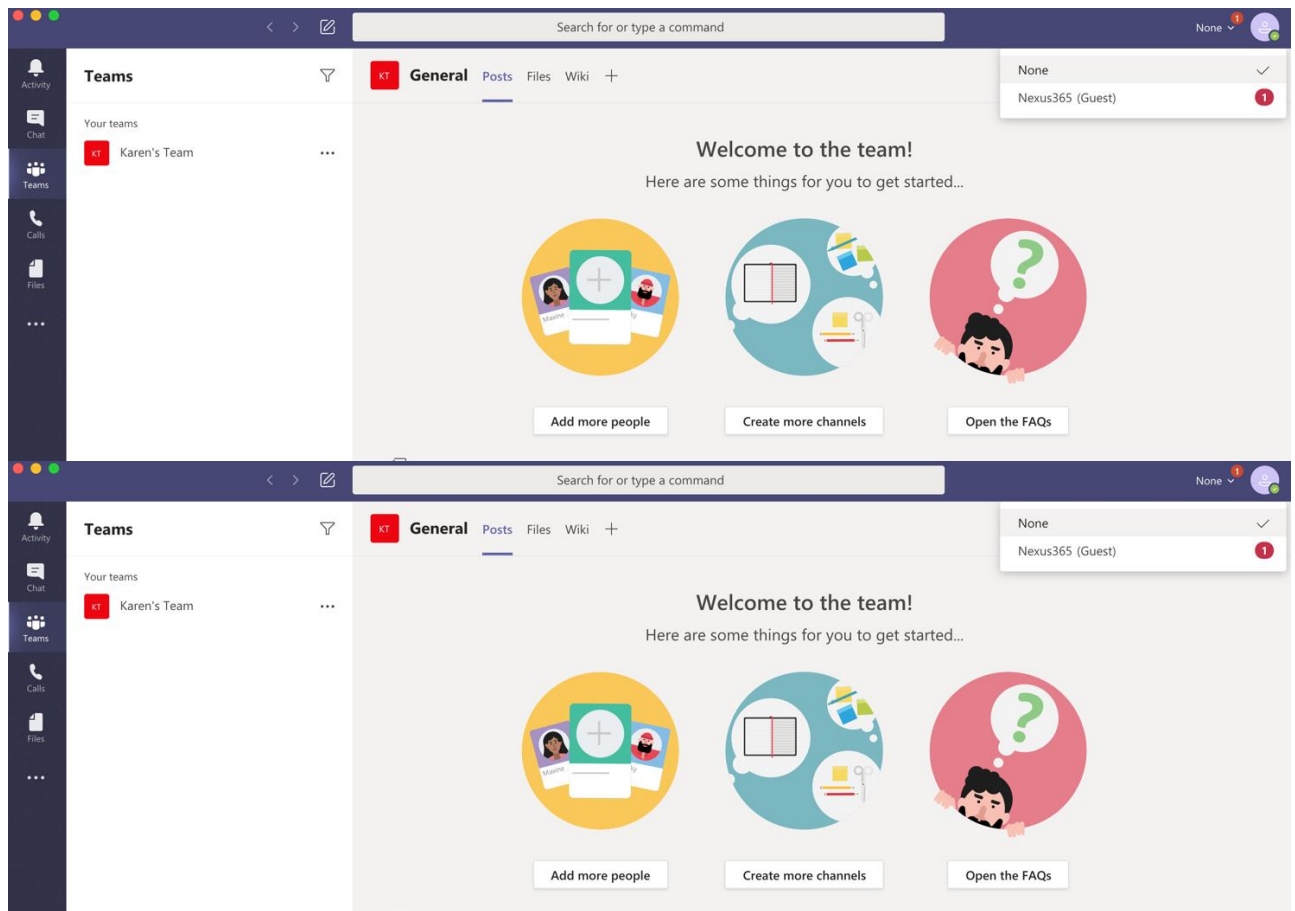 Search for or type a command
None
1
Activity
Teams
KT General Posts Files Wiki
None
Nexus365 (Guest) 1
Chat
Your teams
KT Karen's Team
Teams
Welcome to the team!
Here are some things for you to get started...
Calls
Files
Maxine
Add more people
Create more channels
Open the FAQs
Search for or type a command
None
1
Activity
Teams
KT General Posts Files Wiki
None
Nexus365 (Guest) 1
Chat
Your teams
KT Karen's Team
Teams
Welcome to the team!
Here are some things for you to get started...
Calls
Files
Maxine
Add more people
Create more channels
Open the FAQs